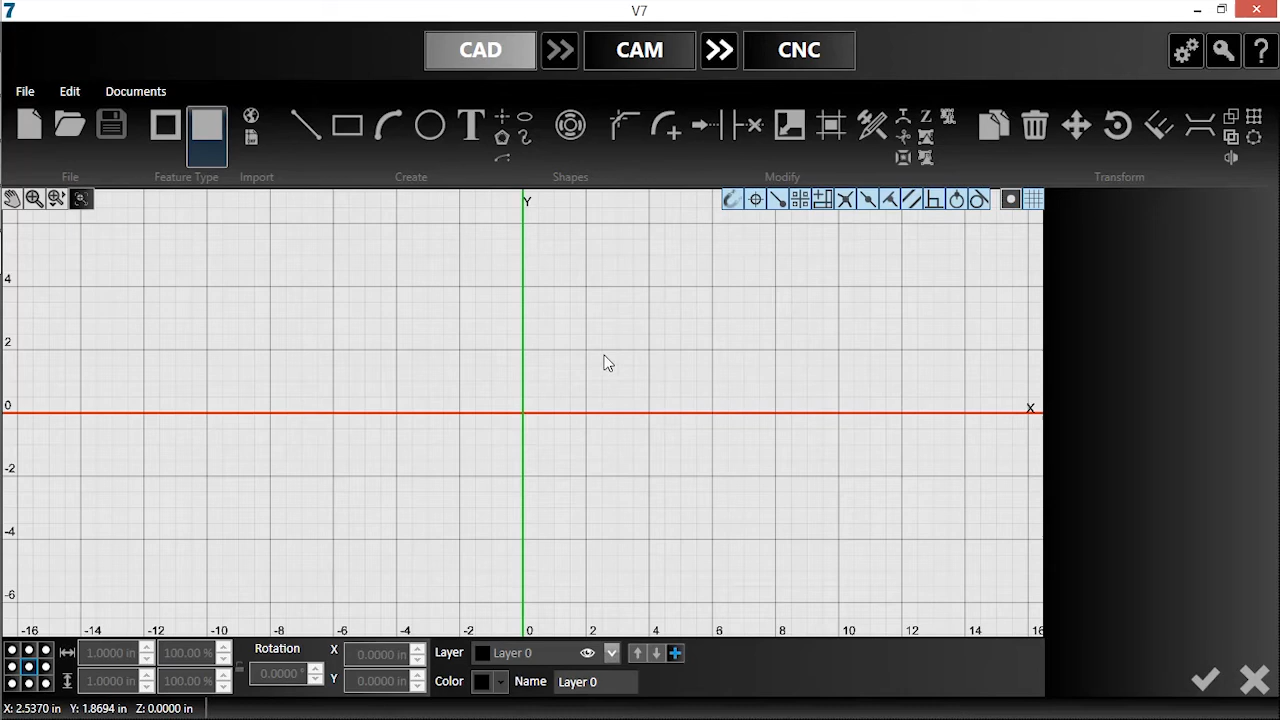 7 V7
CAD CAM CNC ?
File Edit Documents
T Z
File Feature Type Import Create Shapes Modify Transform
Y
4
2
0 X
-2
-4
-6
-16 -14 -12 -10 -8 -6 -4 -2 0 2 4 6 8 10 12 14 16
1.0000 in 100.00 % Rotation X 0.0000 in Layer Layer 0
1.0000 in 100.00 % 0.0000 ° Y 0.0000 in Color Name Layer 0
X: 2.5370 in Y: 1.8694 in Z: 0.0000 in